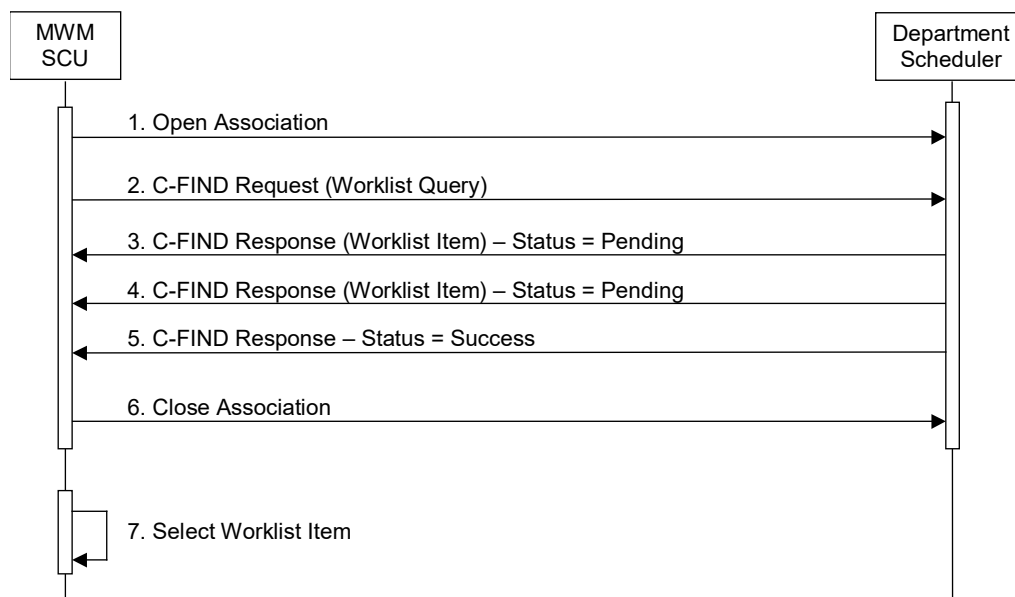 MWM
SCU
Department
Scheduler
1. Open Association
2. C-FIND Request (Worklist Query)
3. C-FIND Response (Worklist Item) – Status = Pending
4. C-FIND Response (Worklist Item) – Status = Pending
5. C-FIND Response – Status = Success
6. Close Association
7. Select Worklist Item